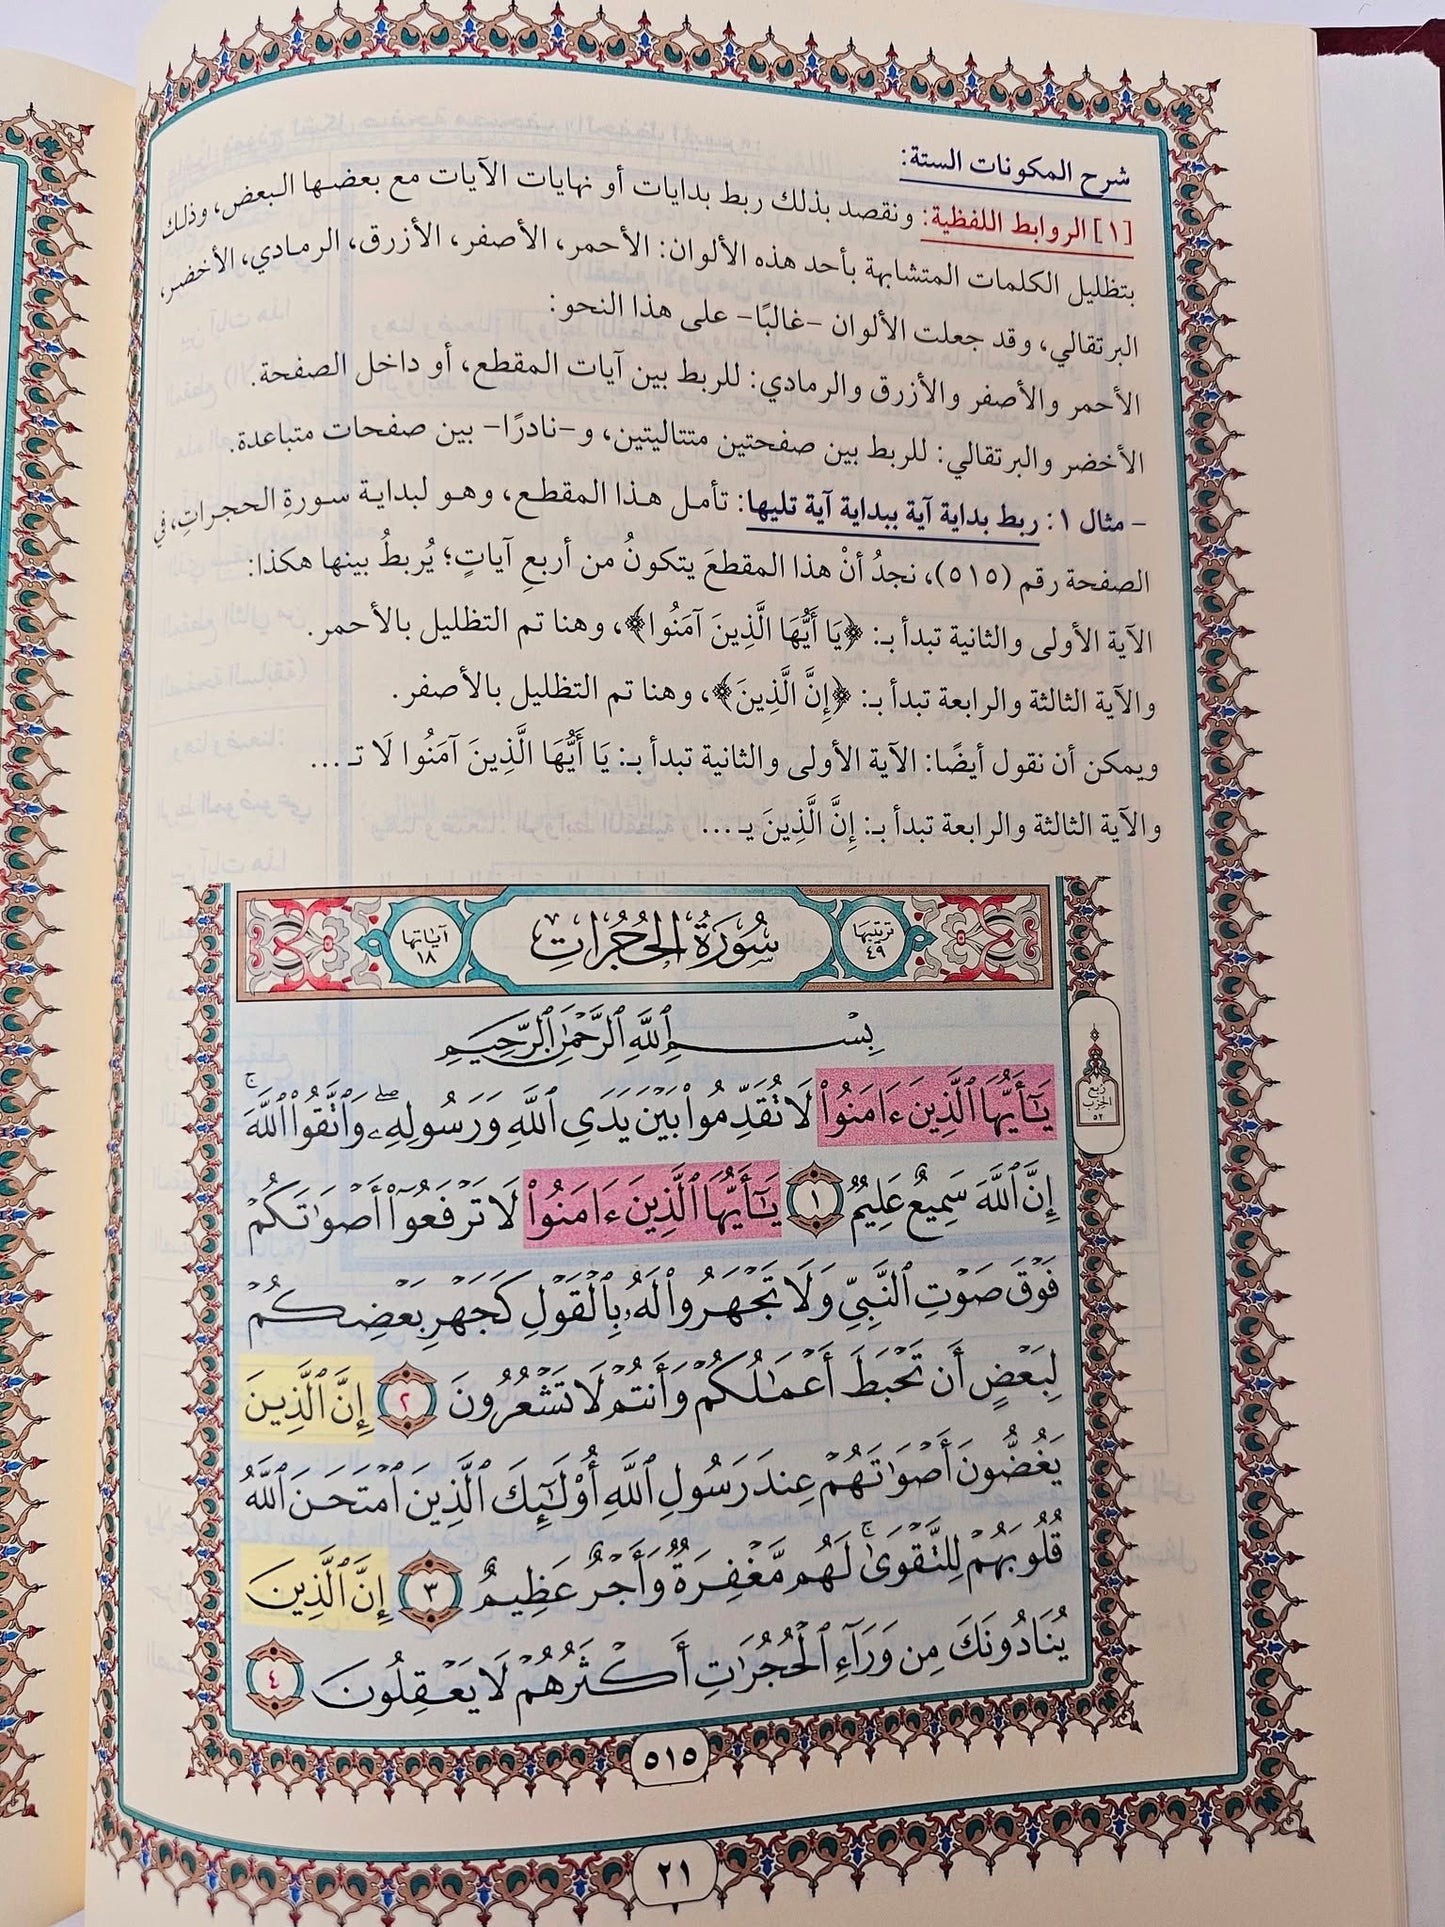 شرح المكونات الستة:
[١] الروابط اللفظية: ونقصد بذلك ربط بدايات أو نهايات الآيات مع بعضها البعض، وذلك
بتظليل الكلمات المتشابهة بأحد هذه الألوان: الأحمر، الأصفر، الأزرق، الرمادي، الأخضر،
البرتقالي، وقد جعلت الألوان -غالبًا- على هذا النحو:
الأحمر والأصفر والأزرق والرمادي: للربط بين آيات المقطع، أو داخل الصفحة.
الأخضر والبرتقالي: للربط بين صفحتين متتاليتين، و-نادرًا- بين صفحات متباعدة.
- مثال ١: ربط بداية آية ببداية آية تليها: تأمل هذا المقطع، وهو لبداية سورةِ الحجراتِ، في
الصفحة رقم (٥١٥)، نجدُ أنْ هذا المقطعَ يتكونُ من أربعِ آياتٍ؛ يُربطُ بينها هكذا:
الآية الأولى والثانية تبدأ بـ: ﴿يَا أَيُّهَا الَّذِينَ آمَنُوا﴾، وهنا تم التظليل بالأحمر.
والآية الثالثة والرابعة تبدأ بـ: ﴿إِنَّ الَّذِينَ﴾، وهنا تم التظليل بالأصفر.
ويمكن أن نقول أيضًا: الآية الأولى والثانية تبدأ بـ: يَا أَيُّهَا الَّذِينَ آمَنُوا لَا تـ ...
والآية الثالثة والرابعة تبدأ بـ: إِنَّ الَّذِينَ يـ ...
ترتيبها ٤٩ سُورَةُ الحُجُرَاتِ آياتها ١٨
بِسْمِ ٱللَّهِ ٱلرَّحْمَٰنِ ٱلرَّحِيمِ
يَٰٓأَيُّهَا ٱلَّذِينَ ءَامَنُوا۟ لَا تُقَدِّمُوا۟ بَيْنَ يَدَىِ ٱللَّهِ وَرَسُولِهِۦ ۖ وَٱتَّقُوا۟ ٱللَّهَ ۚ
إِنَّ ٱللَّهَ سَمِيعٌ عَلِيمٌ ١ يَٰٓأَيُّهَا ٱلَّذِينَ ءَامَنُوا۟ لَا تَرْفَعُوٓا۟ أَصْوَٰتَكُمْ
فَوْقَ صَوْتِ ٱلنَّبِىِّ وَلَا تَجْهَرُوا۟ لَهُۥ بِٱلْقَوْلِ كَجَهْرِ بَعْضِكُمْ
لِبَعْضٍ أَن تَحْبَطَ أَعْمَٰلُكُمْ وَأَنتُمْ لَا تَشْعُرُونَ ٢ إِنَّ ٱلَّذِينَ
يَغُضُّونَ أَصْوَٰتَهُمْ عِندَ رَسُولِ ٱللَّهِ أُو۟لَٰٓئِكَ ٱلَّذِينَ ٱمْتَحَنَ ٱللَّهُ
قُلُوبَهُمْ لِلتَّقْوَىٰ ۚ لَهُم مَّغْفِرَةٌ وَأَجْرٌ عَظِيمٌ ٣ إِنَّ ٱلَّذِينَ
يُنَادُونَكَ مِن وَرَآءِ ٱلْحُجُرَٰتِ أَكْثَرُهُمْ لَا يَعْقِلُونَ ٤
ربع
الحزب
٥٢
٥١٥
٢١